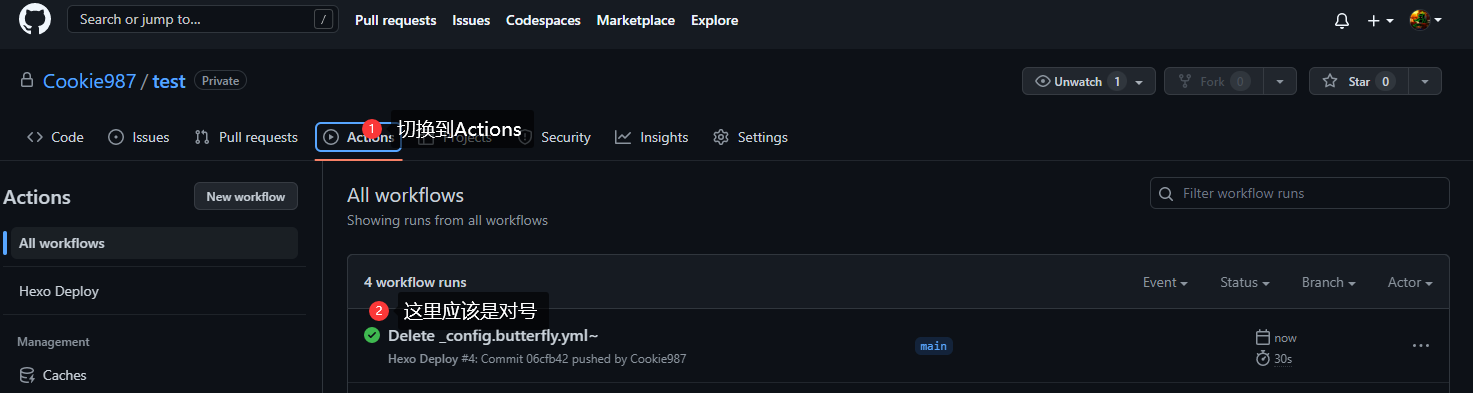 Search or jump to... / Pull requests Issues Codespaces Marketplace Explore
Cookie987 / test Private Unwatch 1 Fork 0 Star 0
Code Issues Pull requests Actions 1 切换到Actions Projects Security Insights Settings
Actions New workflow
All workflows
Filter workflow runs
Showing runs from all workflows
All workflows
4 workflow runs Event Status Branch Actor
Hexo Deploy
2 这里应该是对号
Delete _config.butterfly.yml~ main now
Hexo Deploy #4: Commit 06cfb42 pushed by Cookie987 30s
Management
Caches